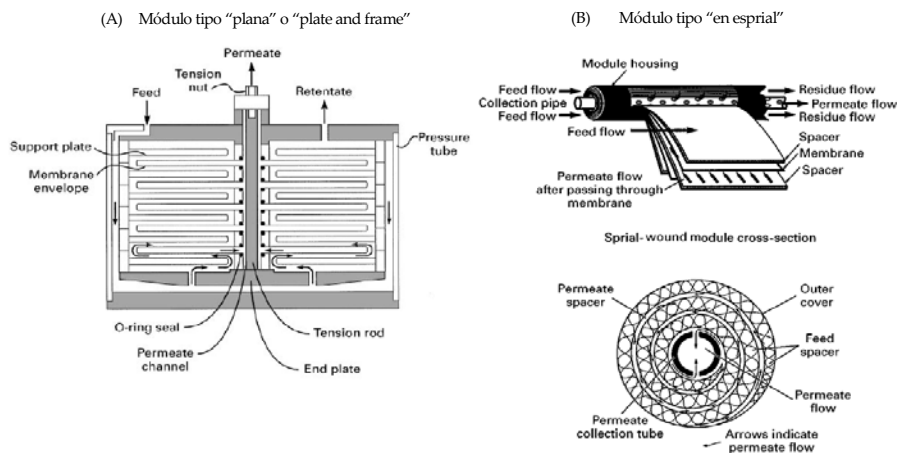 (A) Módulo tipo “plana” o “plate and frame”
Permeate
Tension
nut
Feed
Retentate
Support plate
Membrane
envelope
Pressure
tube
O-ring seal
Permeate
channel
End plate
Tension rod
(B) Módulo tipo “en esprial”
Module housing
Feed flow
Collection pipe
Feed flow
Residue flow
Permeate flow
Residue flow
Feed flow
Spacer
Membrane
Spacer
Permeate flow
after passing through
membrane
Sprial-wound module cross-section
Permeate
spacer
Outer
cover
Feed
spacer
Permeate
flow
Permeate
collection tube
Arrows indicate
permeate flow